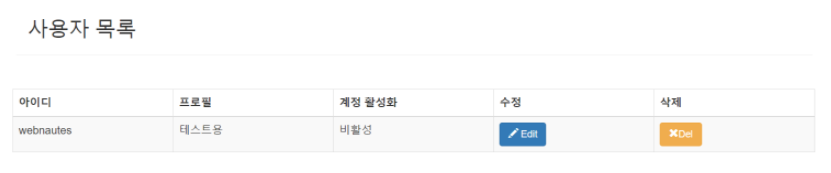 사용자 목록
아이디 프로필 계정 활성화 수정 삭제
webnautes 테스트용 비활성 Edit Del